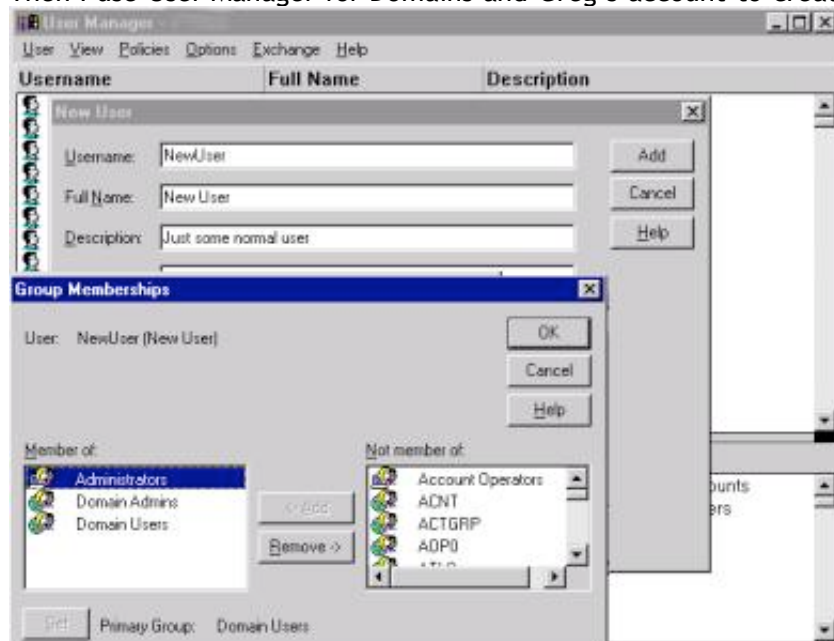 Then I use User Manager for Domains and Greg's account to creat
User Manager
User View Policies Options Exchange Help
Username Full Name Description
New User
Username: NewUser Add
Full Name: New User Cancel
Description: Just some normal user Help
Group Memberships
User: NewUser (New User) OK
Cancel
Help
Member of: Not member of:
Administrators Account Operators
Domain Admins ACNT
Domain Users ACTGRP
<- Add AOP0
Remove ->
ounts
ers
Set Primary Group: Domain Users